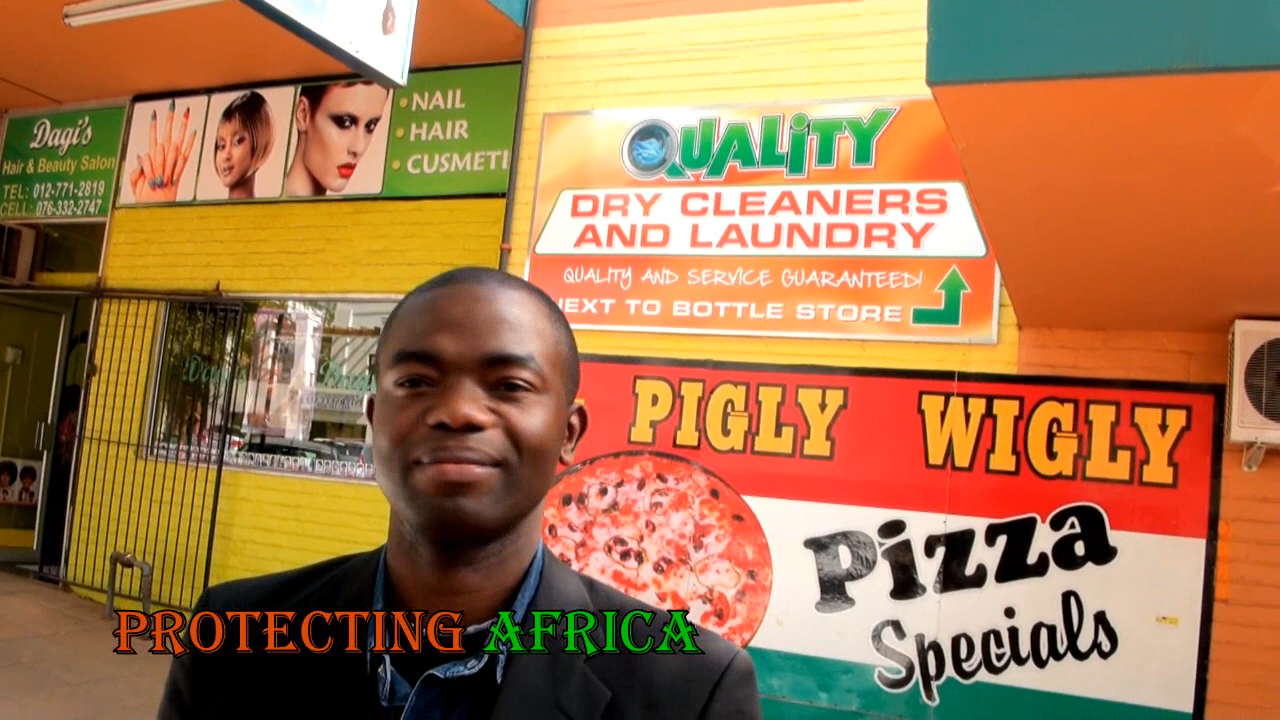 Dagi's
Hair & Beauty Salon
TEL: 012-771-2819
CELL: 076-332-2747
• NAIL
• HAIR
• CUSMETI
QUALiTY
DRY CLEANERS
AND LAUNDRY
QUALITY AND SERVICE GUARANTEED!
NEXT TO BOTTLE STORE
PIGLY WIGLY
Pizza
Specials
PROTECTING AFRICA